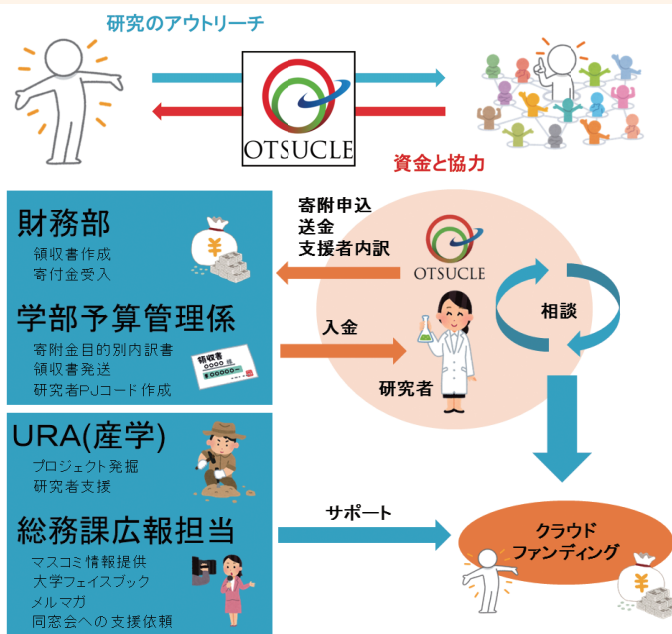 研究のアウトリーチ
OTSUCLE
資金と協力
財務部
領収書作成
寄付金受入
学部予算管理係
寄附金目的別内訳書
領収書発送
研究者PJコード作成
領収書
0000 様
¥00000-
寄附申込
送金
支援者内訳
入金
OTSUCLE
研究者
相談
URA(産学)
プロジェクト発掘
研究者支援
総務課広報担当
マスコミ情報提供
大学フェイスブック
メルマガ
同窓会への支援依頼
サポート
クラウド
ファンディング